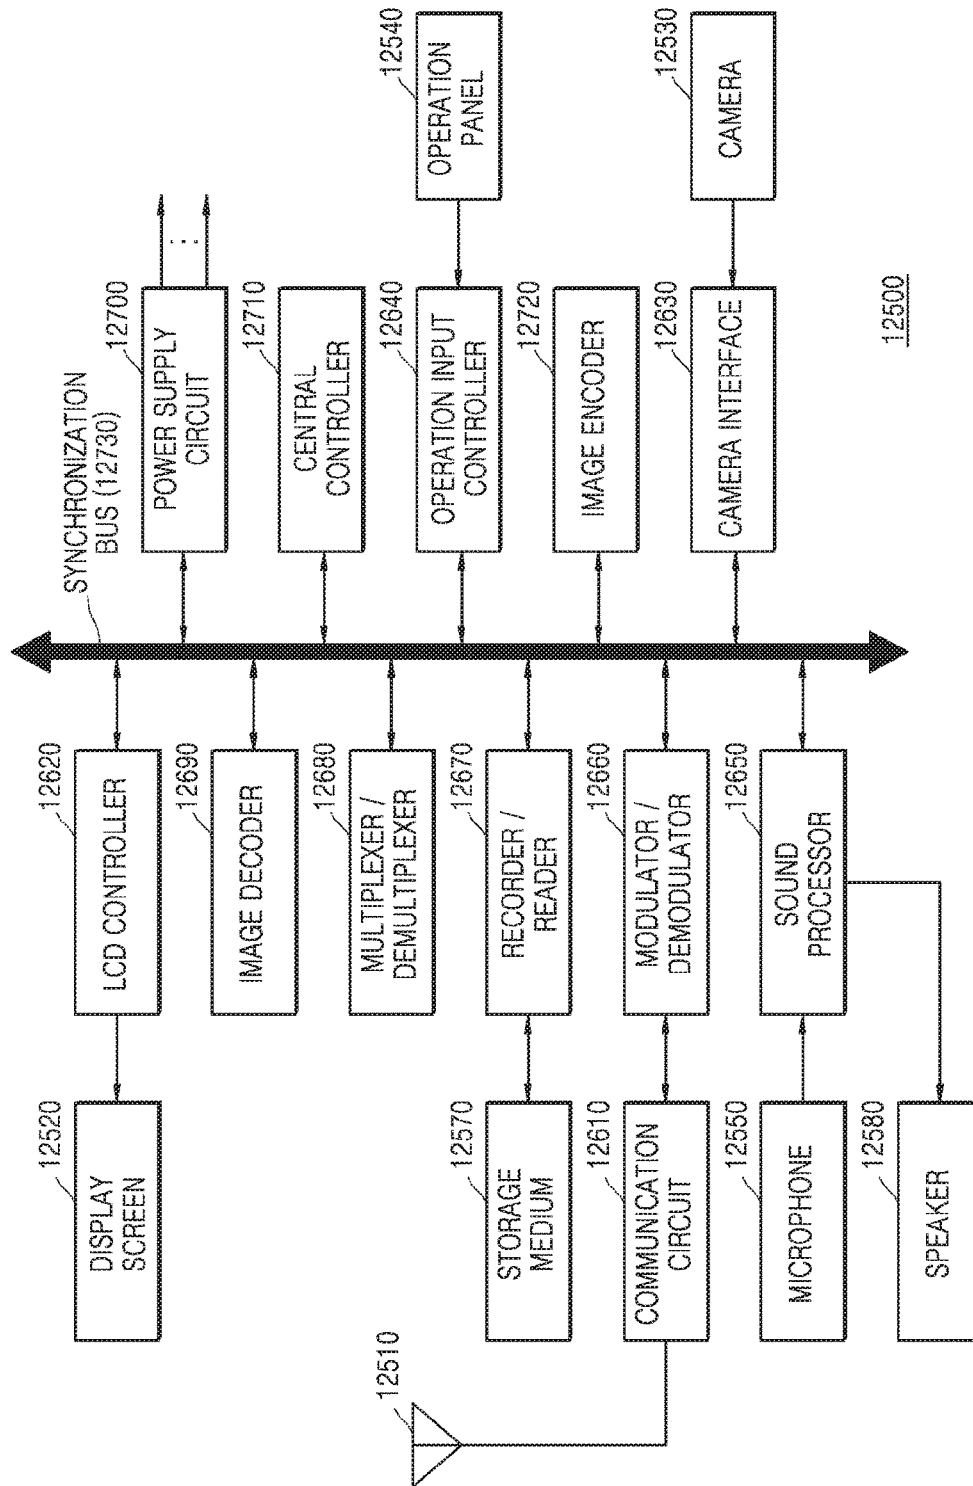 12510
12520
DISPLAY
SCREEN
12620
LCD CONTROLLER
12690
IMAGE DECODER
12680
MULTIPLEXER /
DEMULTIPLEXER
12570
STORAGE
MEDIUM
12670
RECORDER /
READER
12610
COMMUNICATION
CIRCUIT
12660
MODULATOR /
DEMODULATOR
12550
MICROPHONE
12650
SOUND
PROCESSOR
12580
SPEAKER
SYNCHRONIZATION
BUS (12730)
12700
POWER SUPPLY
CIRCUIT
12710
CENTRAL
CONTROLLER
12640
OPERATION INPUT
CONTROLLER
12540
OPERATION
PANEL
12720
IMAGE ENCODER
12630
CAMERA INTERFACE
12530
CAMERA
12500